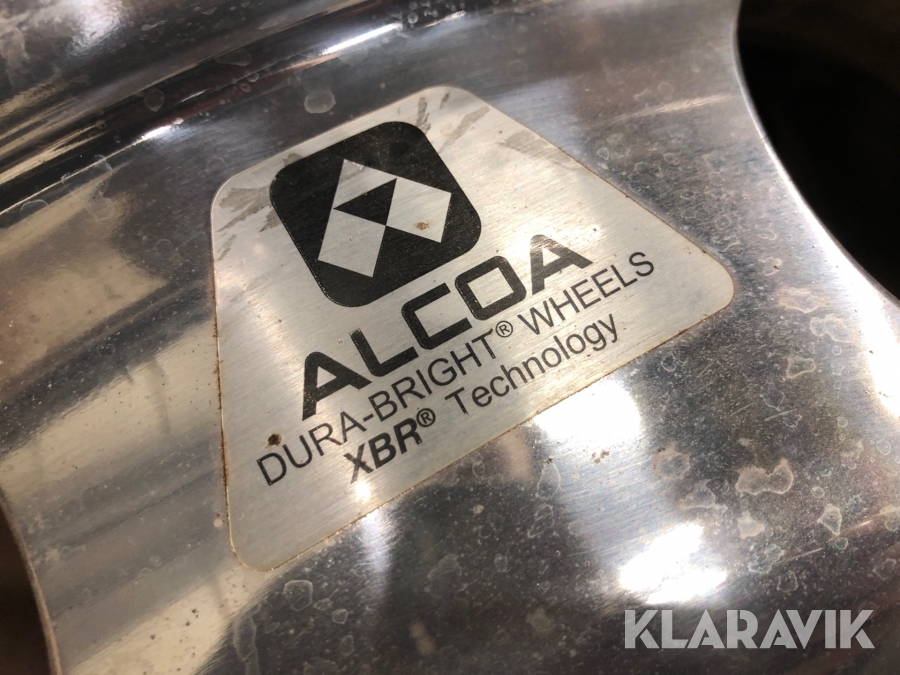 ALCOA
DURA-BRIGHT® WHEELS
XBR® Technology
KLARAVIK